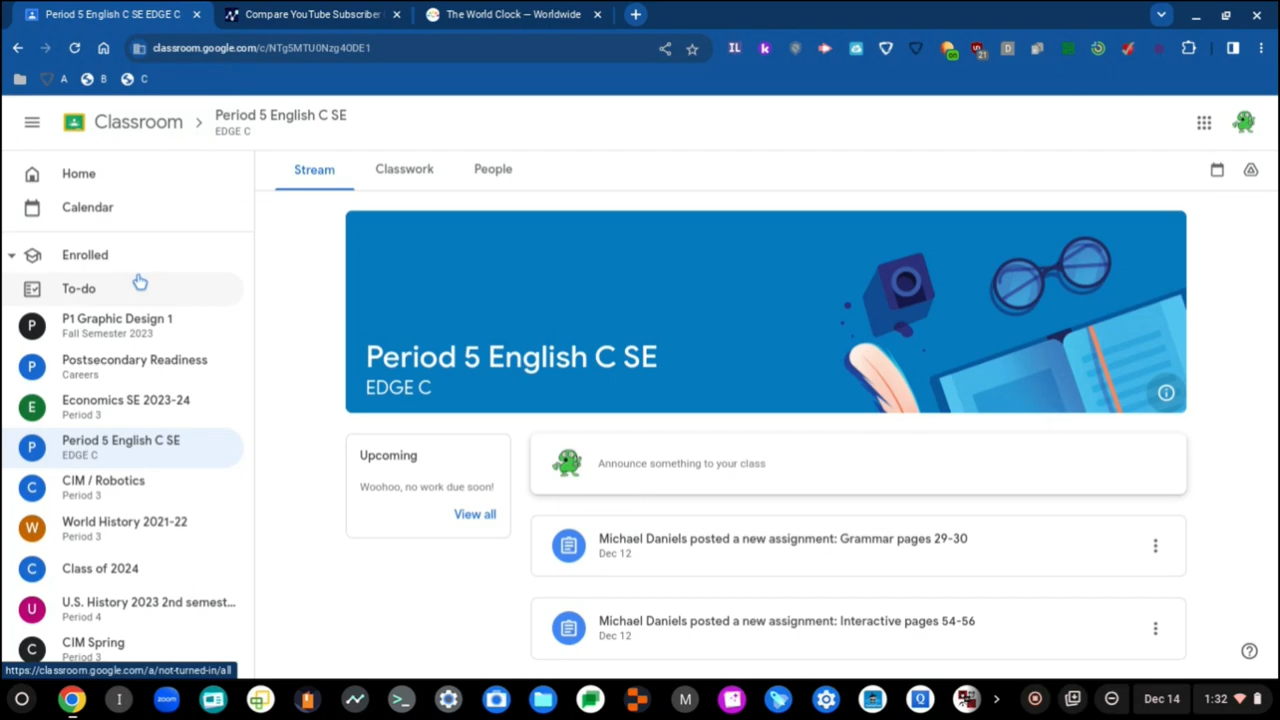 Period 5 English C SE EDGE C
Compare YouTube Subscriber
The World Clock — Worldwide
classroom.google.com/c/NTg5MTU0Nzg4ODE1
IL
k
on
21
D
A
B
C
Classroom
Period 5 English C SE
EDGE C
Home
Calendar
Enrolled
To-do
P
P1 Graphic Design 1
Fall Semester 2023
P
Postsecondary Readiness
Careers
E
Economics SE 2023-24
Period 3
P
Period 5 English C SE
EDGE C
C
CIM / Robotics
Period 3
W
World History 2021-22
Period 3
C
Class of 2024
U
U.S. History 2023 2nd semest...
Period 4
C
CIM Spring
Period 3
https://classroom.google.com/a/not-turned-in/all
Stream
Classwork
People
Period 5 English C SE
EDGE C
Upcoming
Woohoo, no work due soon!
View all
Announce something to your class
Michael Daniels posted a new assignment: Grammar pages 29-30
Dec 12
Michael Daniels posted a new assignment: Interactive pages 54-56
Dec 12
I
zoom
M
Q
Dec 14
1:32